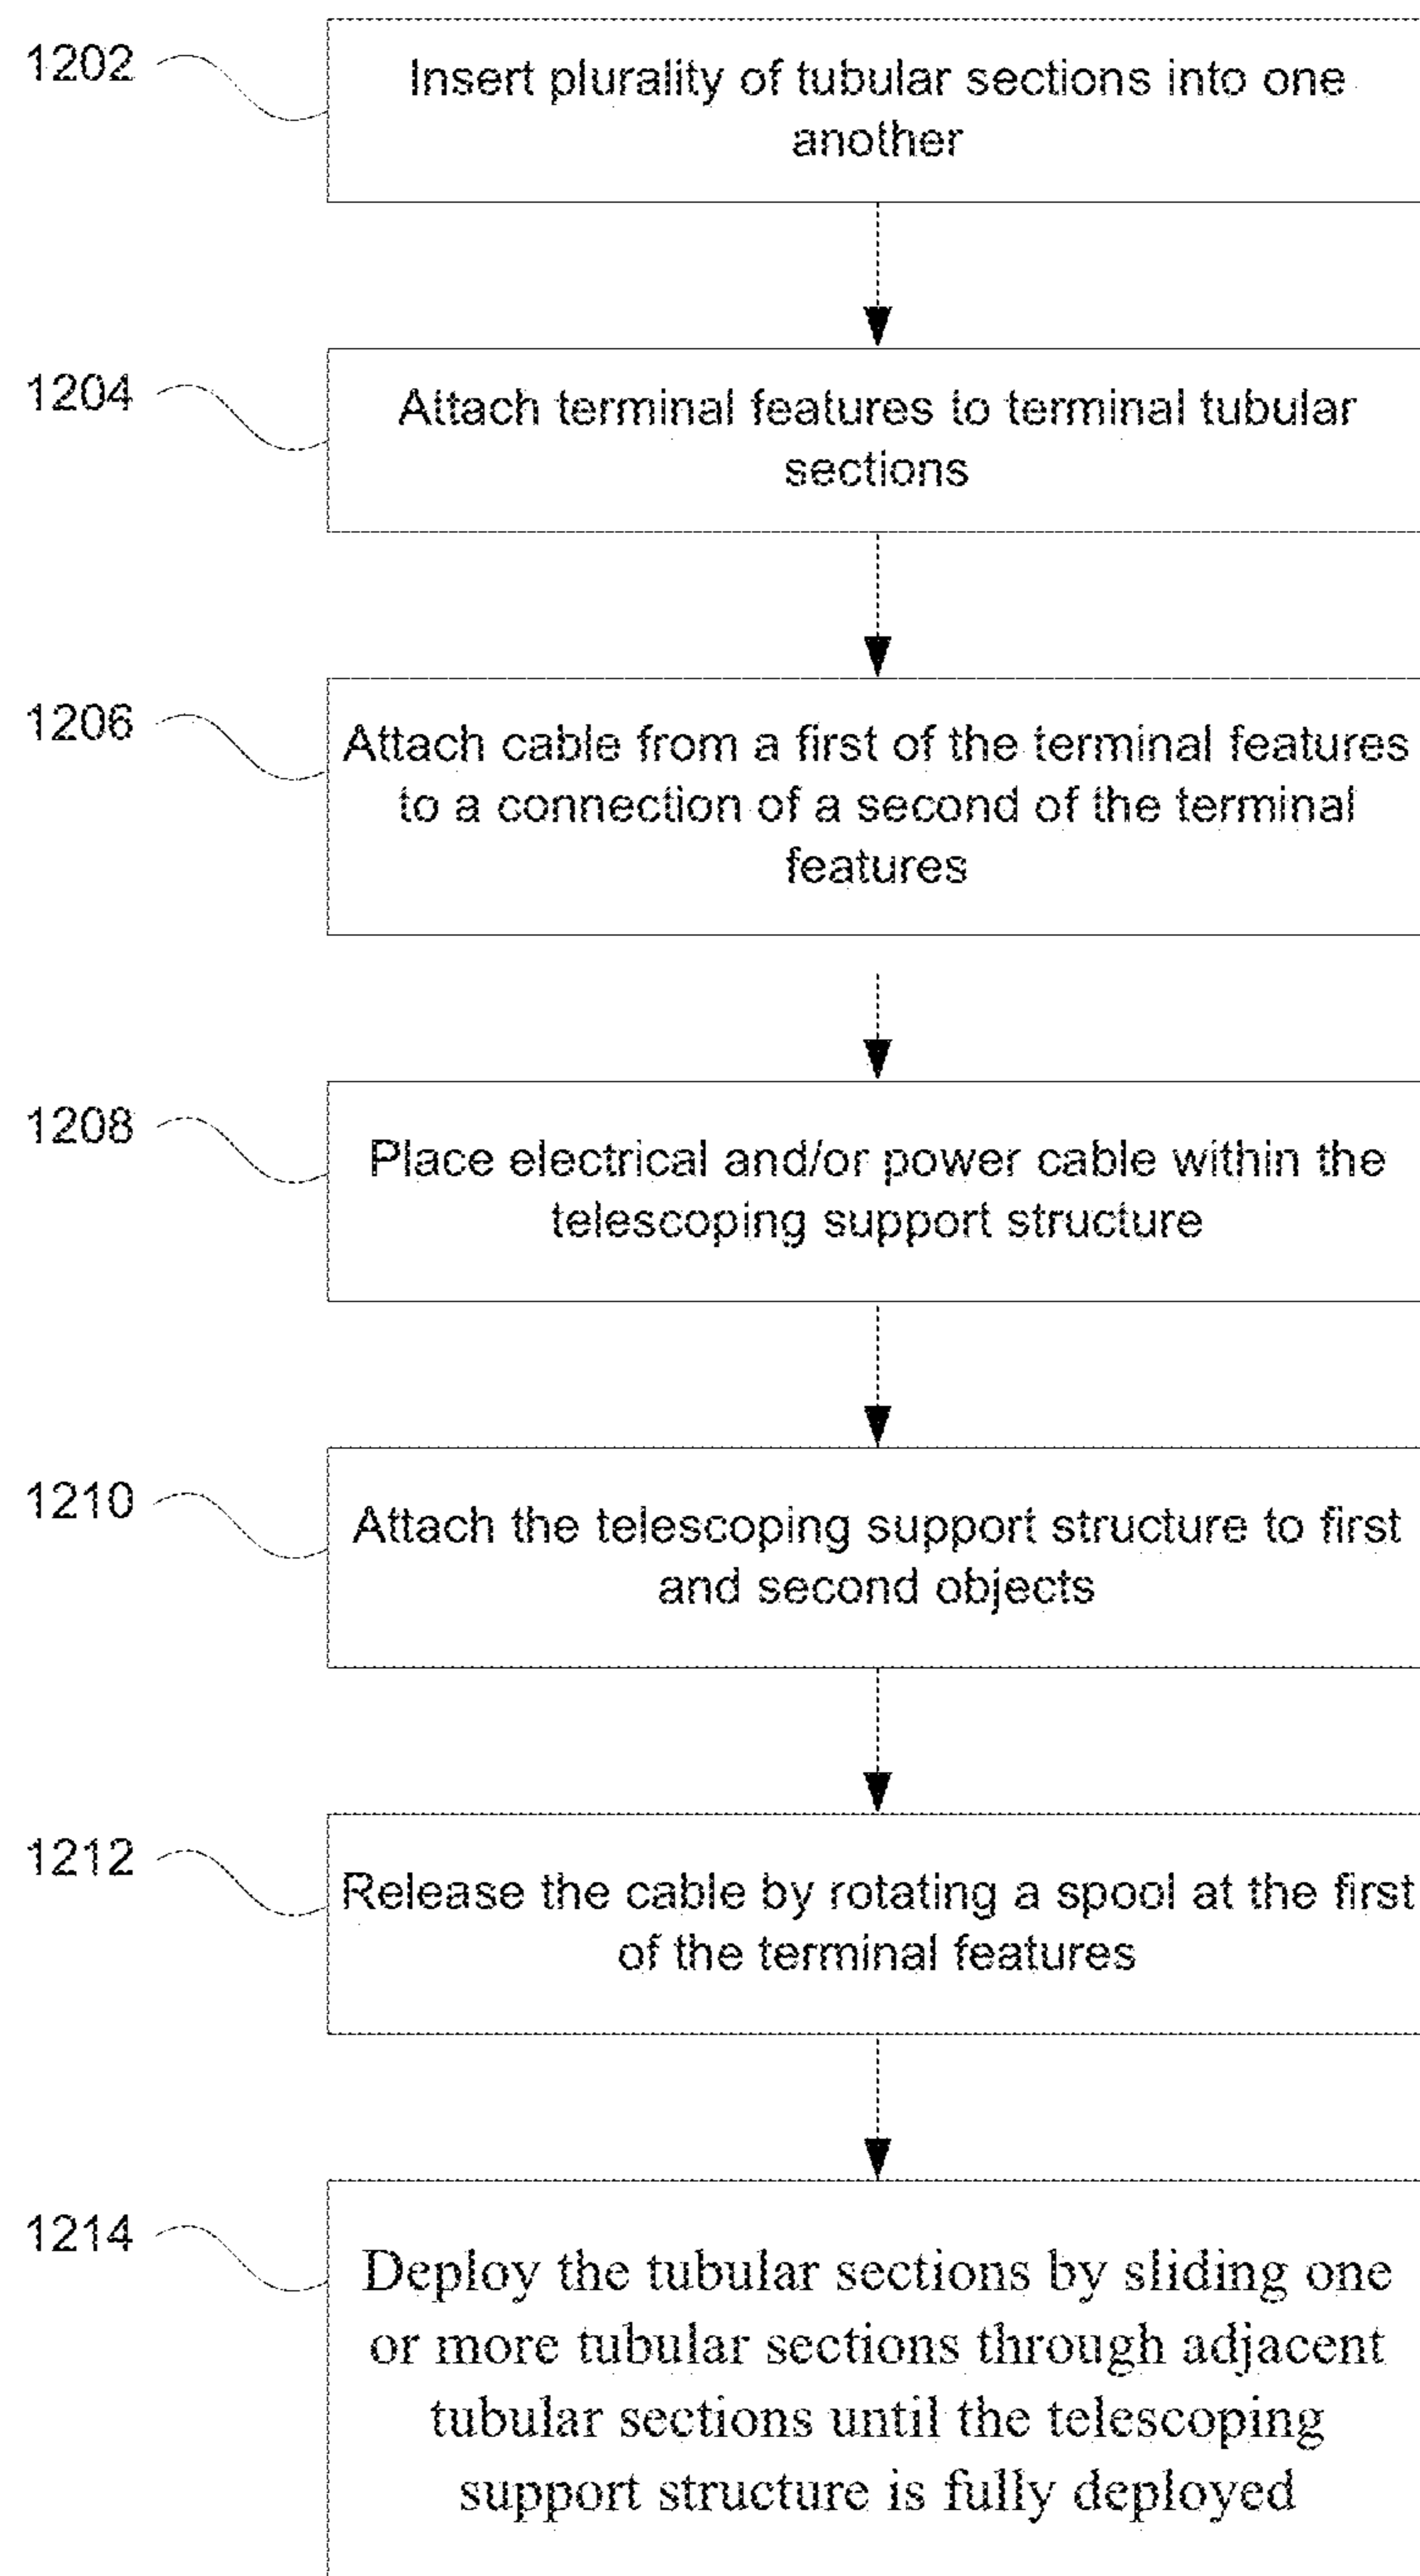 1202
Insert plurality of tubular sections into one
another
1204
Attach terminal features to terminal tubular
sections
1206
Attach cable from a first of the terminal features
to a connection of a second of the terminal
features
1208
Place electrical and/or power cable within the
telescoping support structure
1210
Attach the telescoping support structure to first
and second objects
1212
Release the cable by rotating a spool at the first
of the terminal features
1214
Deploy the tubular sections by sliding one
or more tubular sections through adjacent
tubular sections until the telescoping
support structure is fully deployed